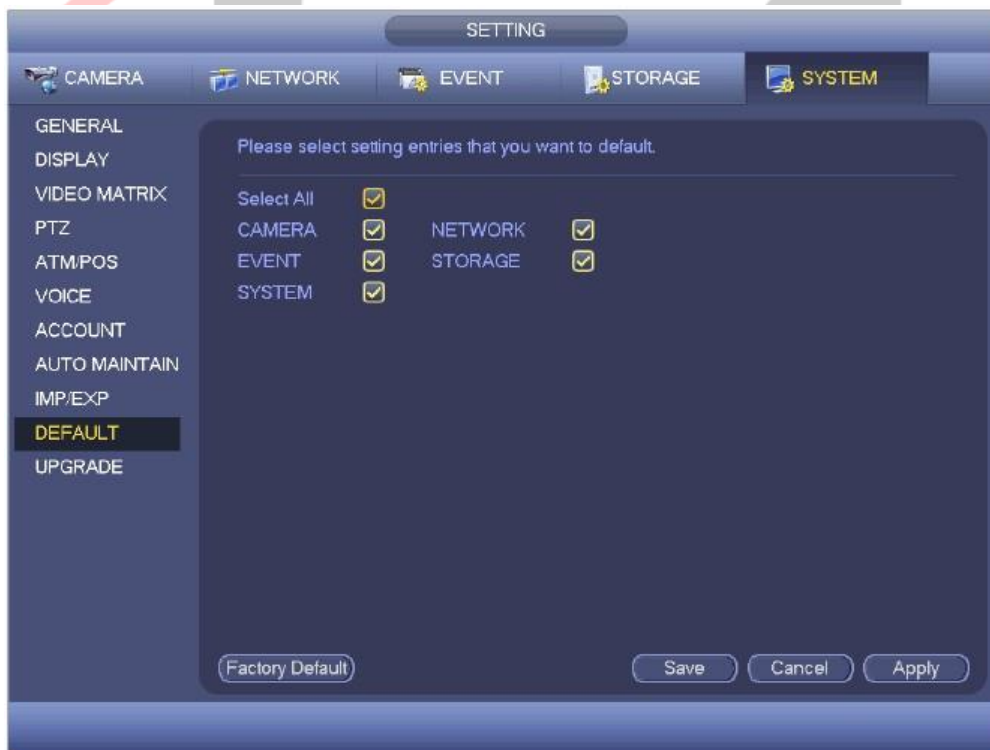 SETTING
CAMERA NETWORK EVENT STORAGE SYSTEM
GENERAL
DISPLAY
VIDEO MATRIX
PTZ
ATM/POS
VOICE
ACCOUNT
AUTO MAINTAIN
IMP/EXP
DEFAULT
UPGRADE
Please select setting entries that you want to default.
Select All
CAMERA NETWORK
EVENT STORAGE
SYSTEM
Factory Default Save Cancel Apply